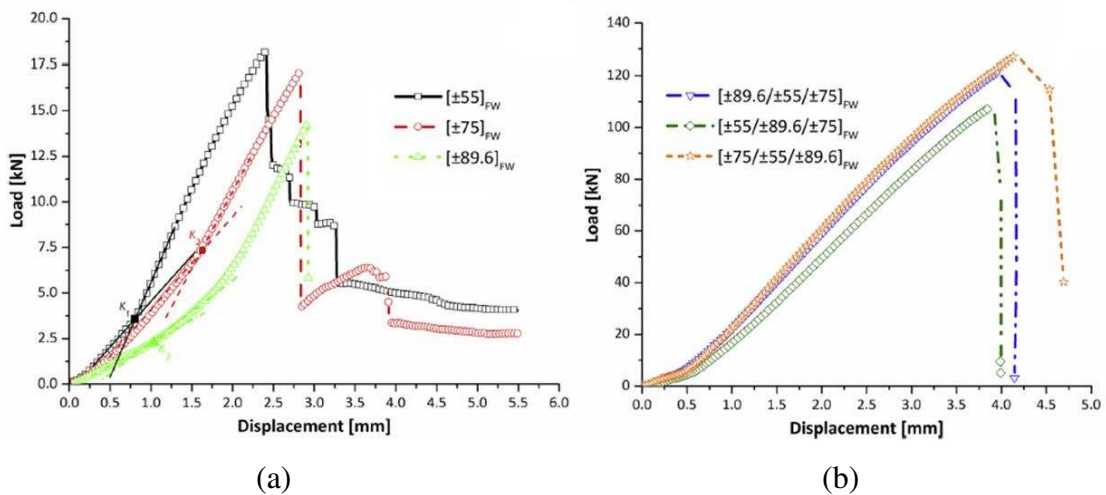 20.0
17.5
15.0
12.5
10.0
7.5
5.0
2.5
0.0
Load [kN]
[±55]FW
[±75]FW
[±89.6]FW
K1
K2
K3
0.0 0.5 1.0 1.5 2.0 2.5 3.0 3.5 4.0 4.5 5.0 5.5 6.0
Displacement [mm]
(a)
140
120
100
80
60
40
20
0
Load [kN]
[±89.6/±55/±75]FW
[±55/±89.6/±75]FW
[±75/±55/±89.6]FW
0.0 0.5 1.0 1.5 2.0 2.5 3.0 3.5 4.0 4.5 5.0
Displacement [mm]
(b)